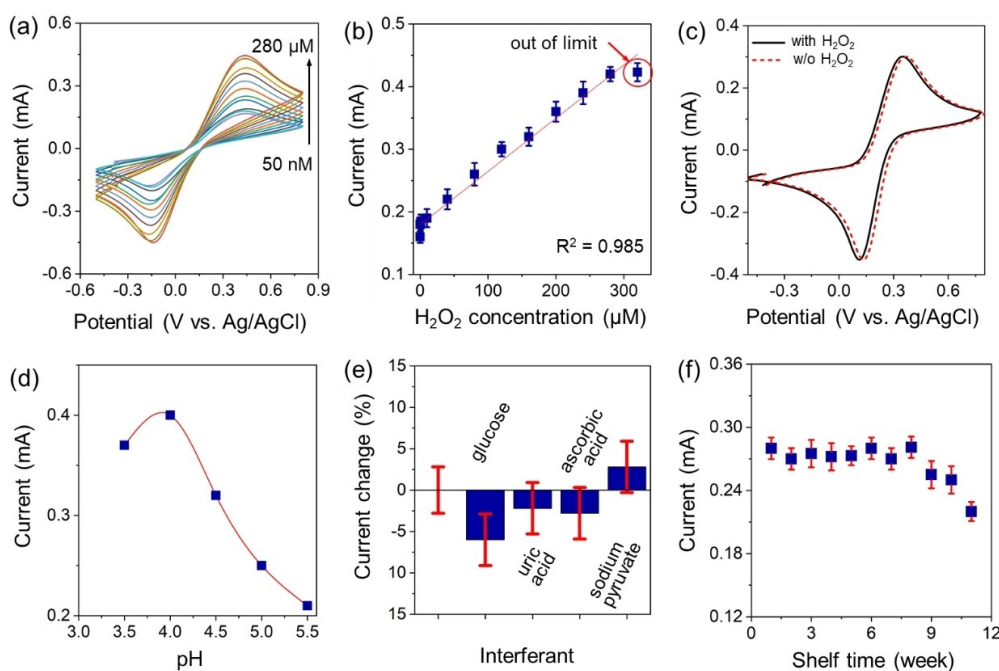 (a)
280 µM
50 nM
0.6
0.3
0.0
-0.3
-0.6
-0.6
-0.3
0.0
0.3
0.6
0.9
Current (mA)
Potential (V vs. Ag/AgCl)
(b)
out of limit
R² = 0.985
0.5
0.4
0.3
0.2
0.1
0
100
200
300
Current (mA)
H₂O₂ concentration (µM)
(c)
with H₂O₂
w/o H₂O₂
0.4
0.2
0.0
-0.2
-0.4
-0.3
0.0
0.3
0.6
Current (mA)
Potential (V vs. Ag/AgCl)
(d)
0.4
0.3
0.2
3.0
3.5
4.0
4.5
5.0
5.5
Current (mA)
pH
(e)
15
10
5
0
-5
10
15
glucose
uric
acid
ascorbic
acid
sodium
pyruvate
Current change (%)
Interferant
(f)
0.36
0.30
0.24
0.18
0.12
0
3
6
9
12
Current (mA)
Shelf time (week)